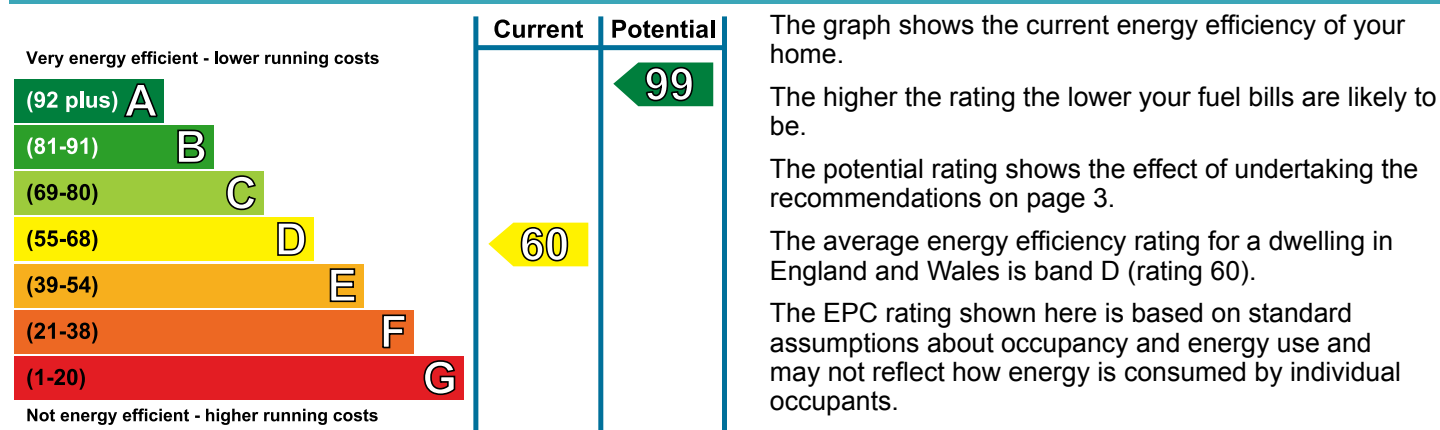 Current Potential
Very energy efficient - lower running costs
(92 plus) A
99
(81-91) B
(69-80) C
(55-68) D
60
(39-54) E
(21-38) F
(1-20) G
Not energy efficient - higher running costs
The graph shows the current energy efficiency of your
home.
The higher the rating the lower your fuel bills are likely to
be.
The potential rating shows the effect of undertaking the
recommendations on page 3.
The average energy efficiency rating for a dwelling in
England and Wales is band D (rating 60).
The EPC rating shown here is based on standard
assumptions about occupancy and energy use and
may not reflect how energy is consumed by individual
occupants.